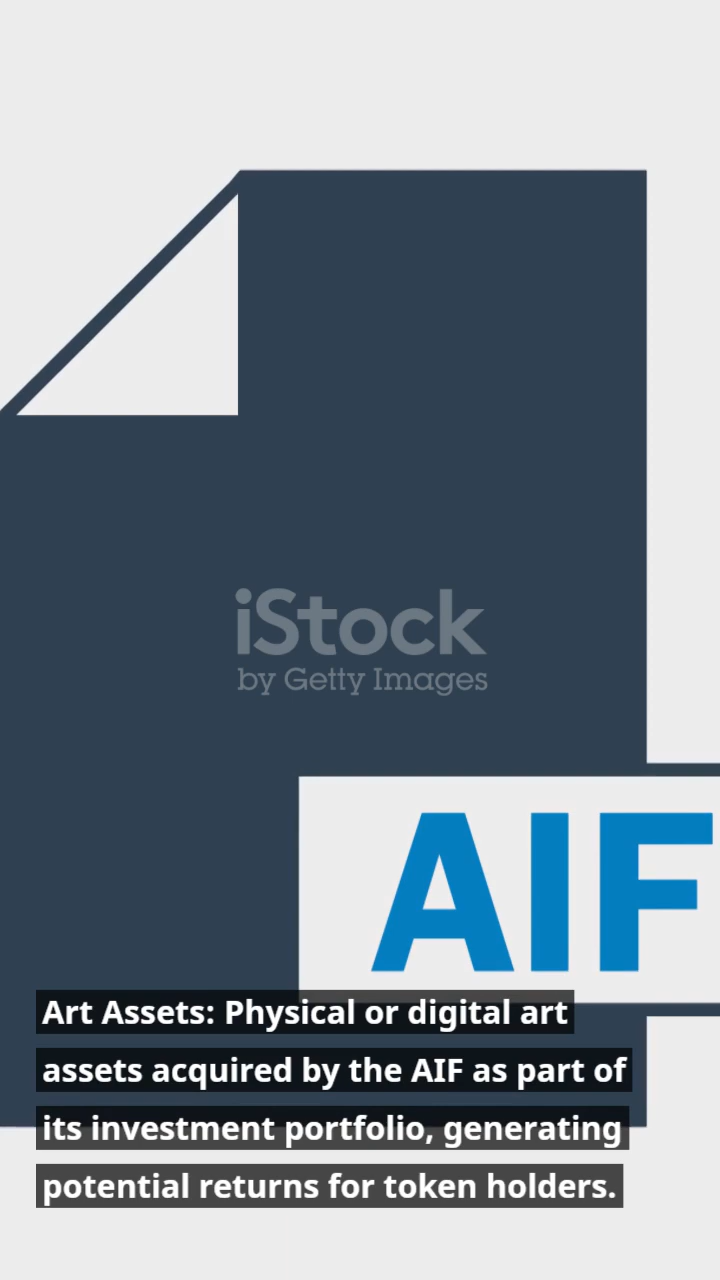 iStock
by Getty Images
AIF
Art Assets: Physical or digital art
assets acquired by the AIF as part of
its investment portfolio, generating
potential returns for token holders.